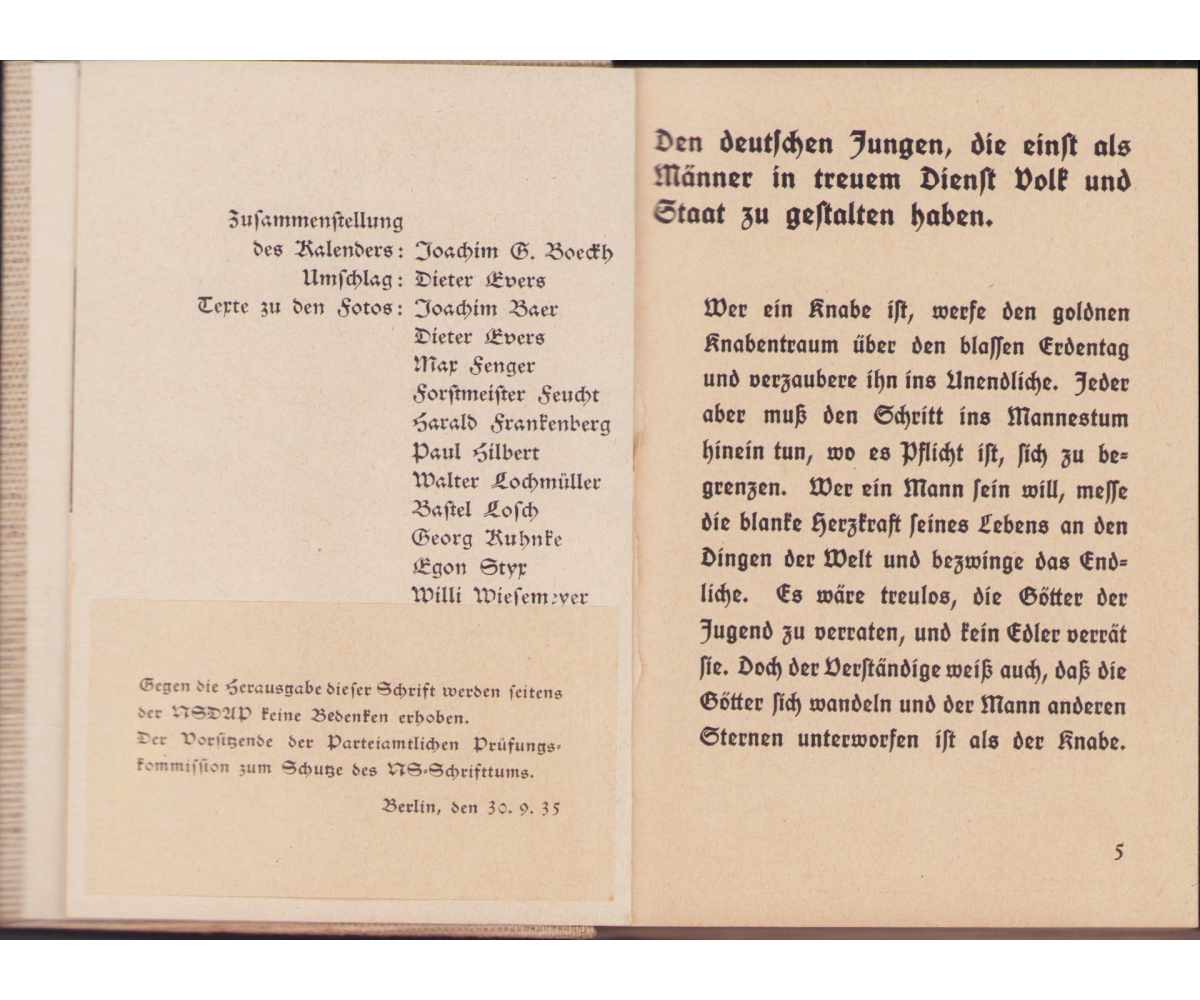 Zusammenstellung
des Kalenders: Joachim G. Boeckh
Umschlag: Dieter Evers
Texte zu den Fotos: Joachim Baer
Dieter Evers
Max Fenger
Forstmeister Feucht
Harald Frankenberg
Paul Hilbert
Walter Lochmüller
Bastel Losch
Georg Kuhnke
Egon Styx
Willi Wiesemeyer
Gegen die Herausgabe dieser Schrift werden seitens
der NSDAP keine Bedenken erhoben.
Der Vorsitzende der Parteiamtlichen Prüfungs-
kommission zum Schutze des NS-Schrifttums.
Berlin, den 30. 9. 35
Den deutschen Jungen, die einst als
Männer in treuem Dienst Volk und
Staat zu gestalten haben.
Wer ein Knabe ist, werfe den goldnen
Knabentraum über den blassen Erdentag
und verzaubere ihn ins Unendliche. Jeder
aber muß den Schritt ins Mannestum
hinein tun, wo es Pflicht ist, sich zu be-
grenzen. Wer ein Mann sein will, messe
die blanke Herzkraft seines Lebens an den
Dingen der Welt und bezwinge das End-
liche. Es wäre treulos, die Götter der
Jugend zu verraten, und kein Edler verrät
sie. Doch der Verständige weiß auch, daß die
Götter sich wandeln und der Mann anderen
Sternen unterworfen ist als der Knabe.
5